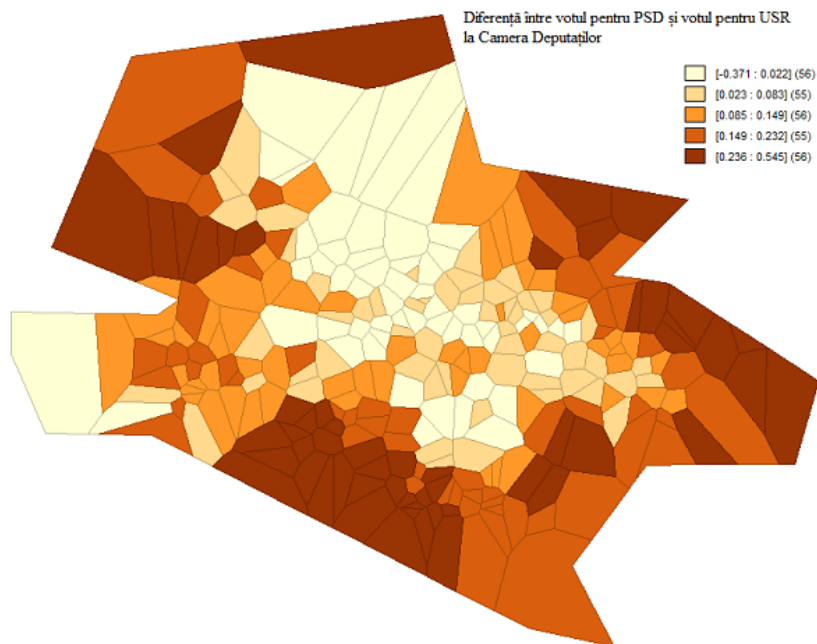 Diferență între votul pentru PSD și votul pentru USR
la Camera Deputaților
[-0.371 : 0.022] (56)
[0.023 : 0.083] (55)
[0.085 : 0.149] (56)
[0.149 : 0.232] (55)
[0.236 : 0.545] (56)